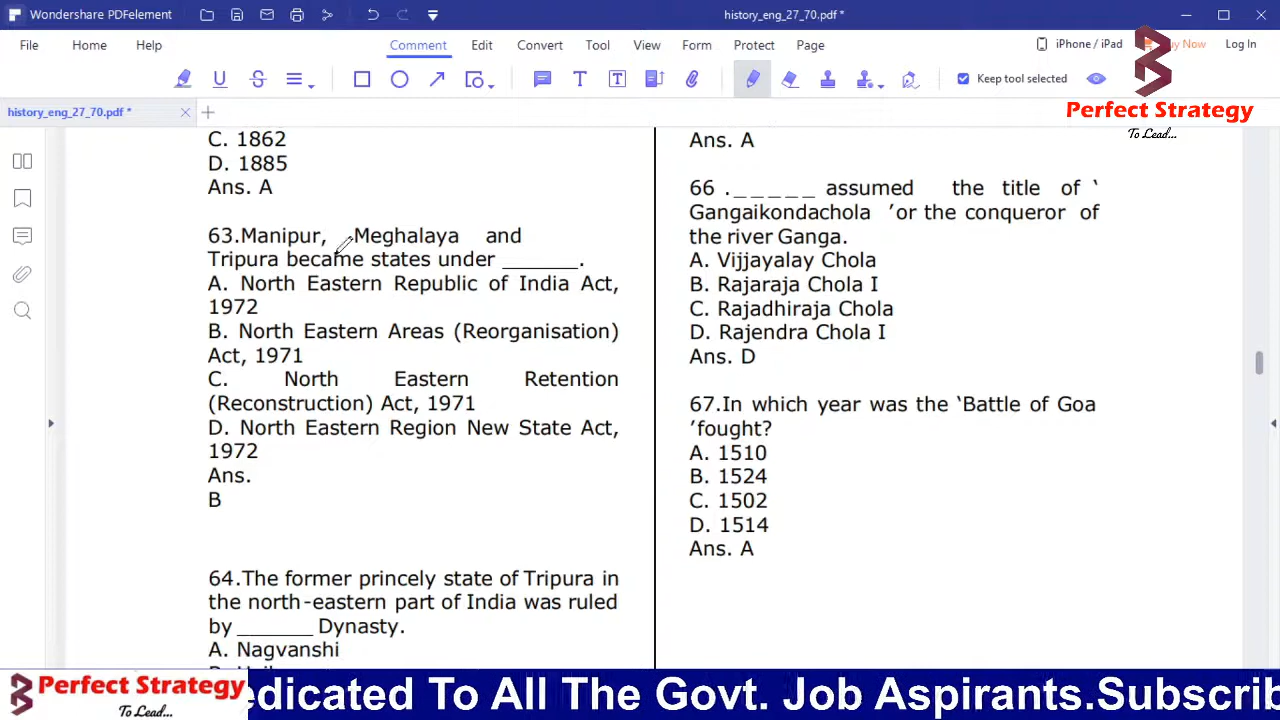 Wondershare PDFelement
history_eng_27_70.pdf *
File Home Help
Comment Edit Convert Tool View Form Protect Page
iPhone / iPad
Buy Now
Log In
Keep tool selected
Perfect Strategy
To Lead...
history_eng_27_70.pdf *
C. 1862
D. 1885
Ans. A
63.Manipur, Meghalaya and
Tripura became states under _______.
A. North Eastern Republic of India Act,
1972
B. North Eastern Areas (Reorganisation)
Act, 1971
C. North Eastern Retention
(Reconstruction) Act, 1971
D. North Eastern Region New State Act,
1972
Ans.
B
64.The former princely state of Tripura in
the north-eastern part of India was ruled
by _______ Dynasty.
A. Nagvanshi
Ans. A
66 ._____ assumed the title of ‘
Gangaikondachola ’or the conqueror of
the river Ganga.
A. Vijjayalay Chola
B. Rajaraja Chola I
C. Rajadhiraja Chola
D. Rajendra Chola I
Ans. D
67.In which year was the ‘Battle of Goa
’fought?
A. 1510
B. 1524
C. 1502
D. 1514
Ans. A
Perfect Strategy
To Lead...
edicated To All The Govt. Job Aspirants.Subscrib